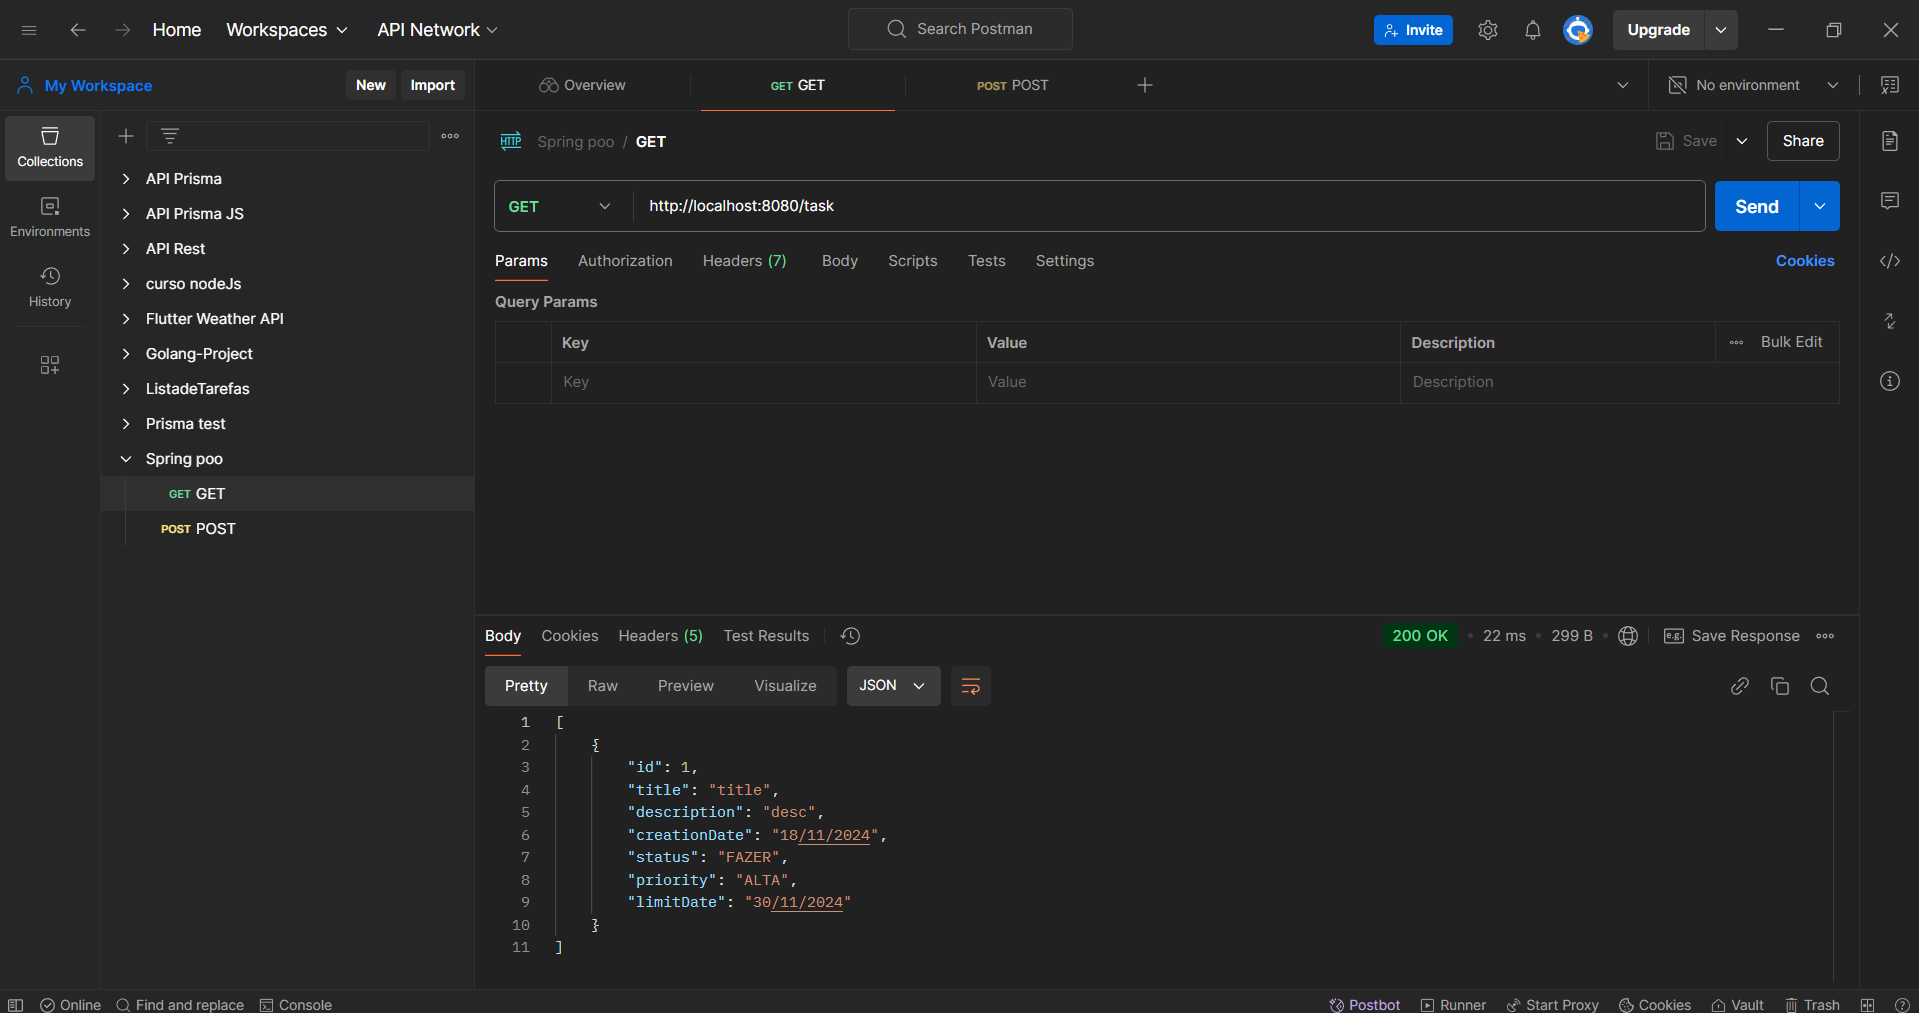 Home Workspaces API Network Search Postman Invite Upgrade
My Workspace New Import Overview GET GET POST POST No environment
Collections
Environments
History
API Prisma
API Prisma JS
API Rest
curso nodeJs
Flutter Weather API
Golang-Project
ListadeTarefas
Prisma test
Spring poo
GET GET
POST POST
HTTP Spring poo / GET Save Share
GET http://localhost:8080/task Send
Params Authorization Headers (7) Body Scripts Tests Settings Cookies
Query Params
Key Value Description Bulk Edit
Key Value Description
Body Cookies Headers (5) Test Results 200 OK 22 ms 299 B e.g. Save Response
Pretty Raw Preview Visualize JSON
1 [
2 {
3 "id": 1,
4 "title": "title",
5 "description": "desc",
6 "creationDate": "18/11/2024",
7 "status": "FAZER",
8 "priority": "ALTA",
9 "limitDate": "30/11/2024"
10 }
11 ]
Online Find and replace Console Postbot Runner Start Proxy Cookies Vault Trash